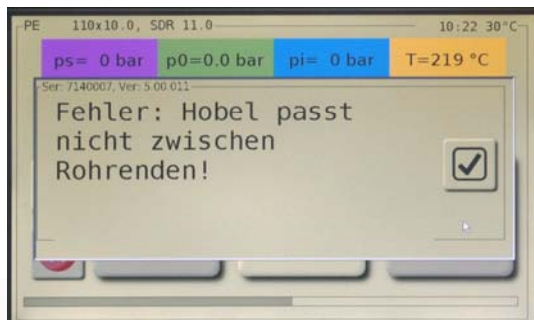 PE 110x10.0, SDR 11.0 10:22 30°C
ps= 0 bar p0=0.0 bar pi= 0 bar T=219 °C
Ser: 7140007, Ver: 5.00.011
Fehler: Hobel passt
nicht zwischen
Rohrenden!